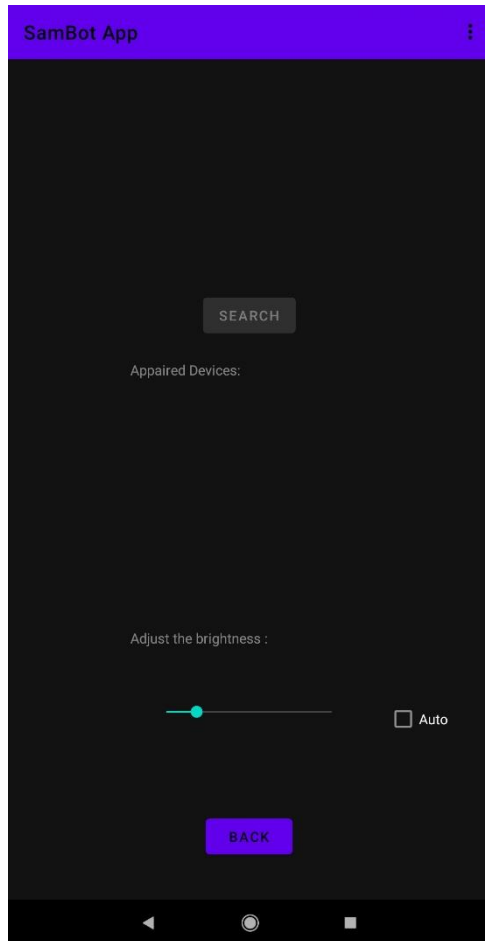 SamBot App
SEARCH
Appaired Devices:
Adjust the brightness :
Auto
BACK